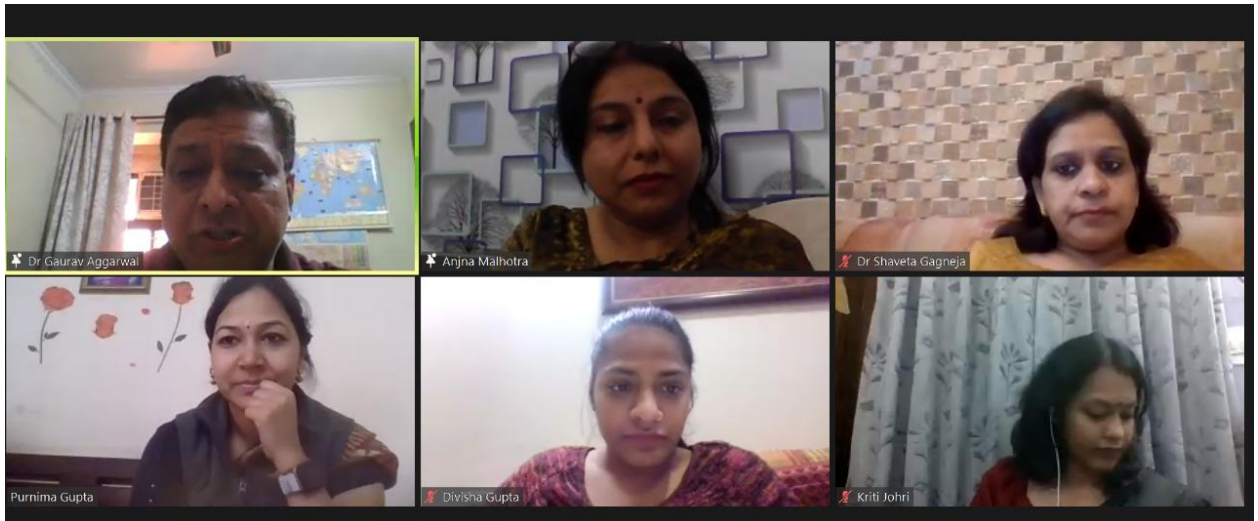 Dr Gaurav Aggarwal
Anjna Malhotra
Dr Shaveta Gagneja
Purnima Gupta
Divisha Gupta
Kriti Johri